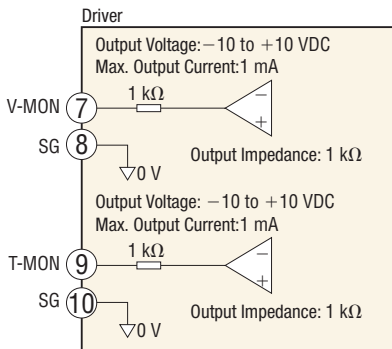 Driver
Output Voltage: −10 to +10 VDC
Max. Output Current:1 mA
1 kΩ
V-MON 7
−
+
SG 8
0 V
Output Impedance: 1 kΩ
Output Voltage: −10 to +10 VDC
Max. Output Current:1 mA
1 kΩ
T-MON 9
−
+
SG 10
0 V
Output Impedance: 1 kΩ